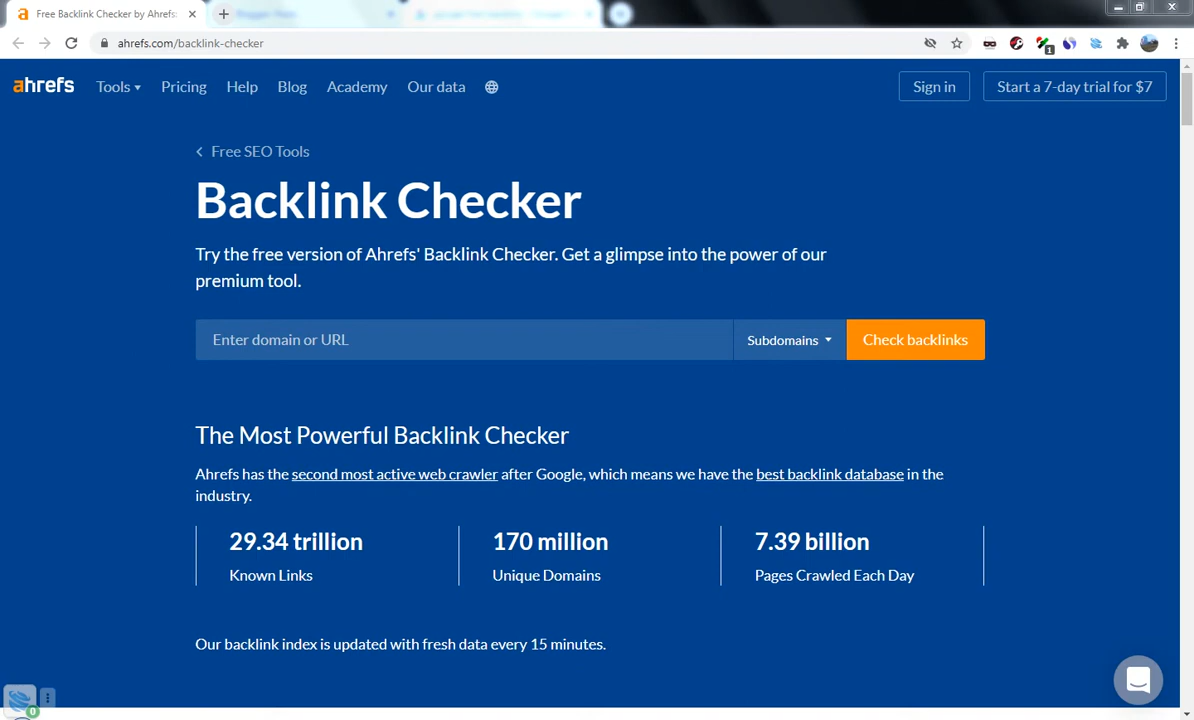 Free Backlink Checker by Ahrefs:
ahrefs.com/backlink-checker
1
ahrefs Tools Pricing Help Blog Academy Our data Sign in Start a 7-day trial for $7
Free SEO Tools
Backlink Checker
Try the free version of Ahrefs' Backlink Checker. Get a glimpse into the power of our
premium tool.
Enter domain or URL Subdomains Check backlinks
The Most Powerful Backlink Checker
Ahrefs has the second most active web crawler after Google, which means we have the best backlink database in the
industry.
29.34 trillion 170 million 7.39 billion
Known Links Unique Domains Pages Crawled Each Day
Our backlink index is updated with fresh data every 15 minutes.
0